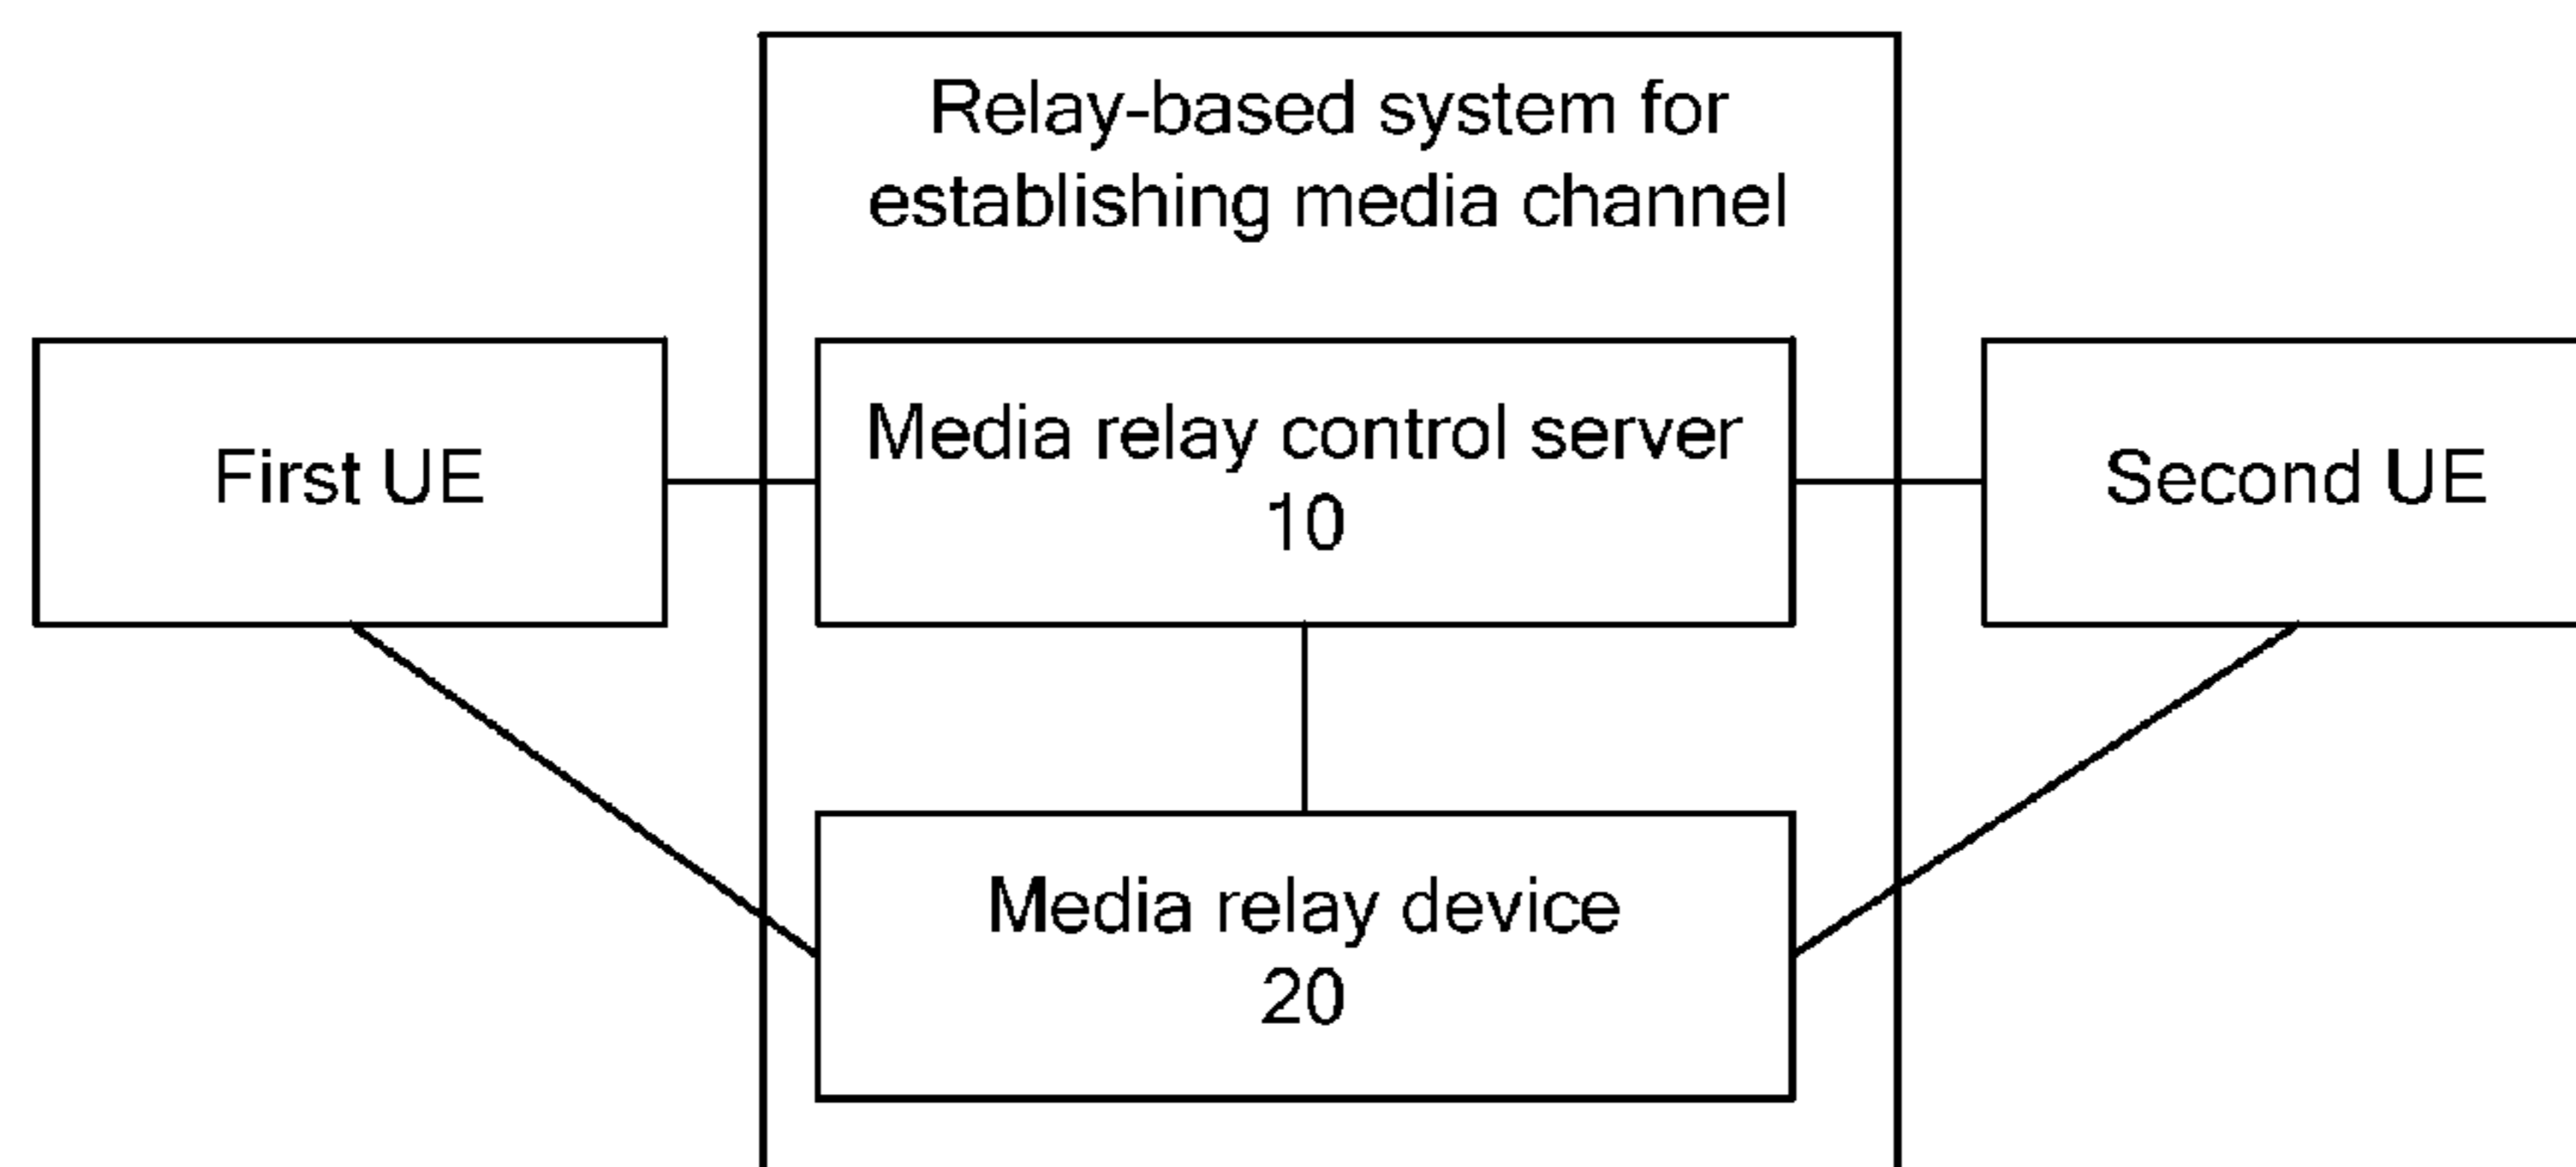 Relay-based system for
establishing media channel
First UE
Media relay control server
10
Second UE
Media relay device
20